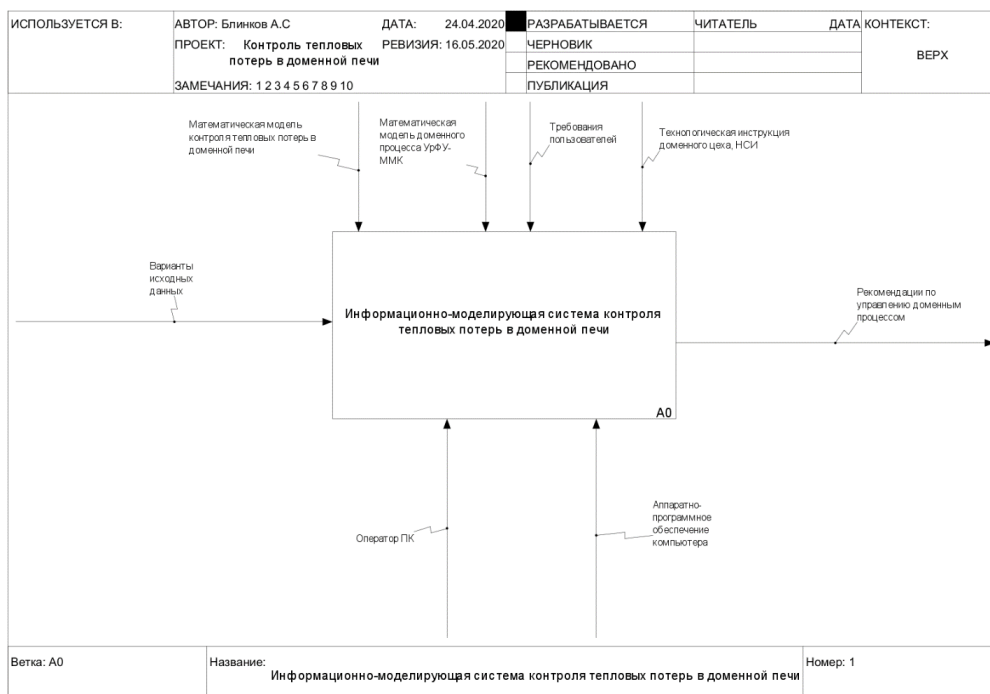 ИСПОЛЬЗУЕТСЯ В:
АВТОР: Блинков А.С
ДАТА: 24.04.2020
РАЗРАБАТЫВАЕТСЯ
ЧИТАТЕЛЬ
ДАТА
КОНТЕКСТ:
ПРОЕКТ: Контроль тепловых
потерь в доменной печи
РЕВИЗИЯ: 16.05.2020
ЧЕРНОВИК
ВЕРХ
РЕКОМЕНДОВАНО
ЗАМЕЧАНИЯ: 1 2 3 4 5 6 7 8 9 10
ПУБЛИКАЦИЯ
Математическая модель
контроля тепловых потерь в
доменной печи
Математическая
модель доменного
процесса УрФУ-
ММК
Требования
пользователей
Технологическая инструкция
доменного цеха, НСИ
Варианты
исходных
данных
Информационно-моделирующая система контроля
тепловых потерь в доменной печи
A0
Рекомендации по
управлению доменным
процессом
Оператор ПК
Аппаратно-
программное
обеспечение
компьютера
Ветка: A0
Название:
Информационно-моделирующая система контроля тепловых потерь в доменной печи
Номер: 1